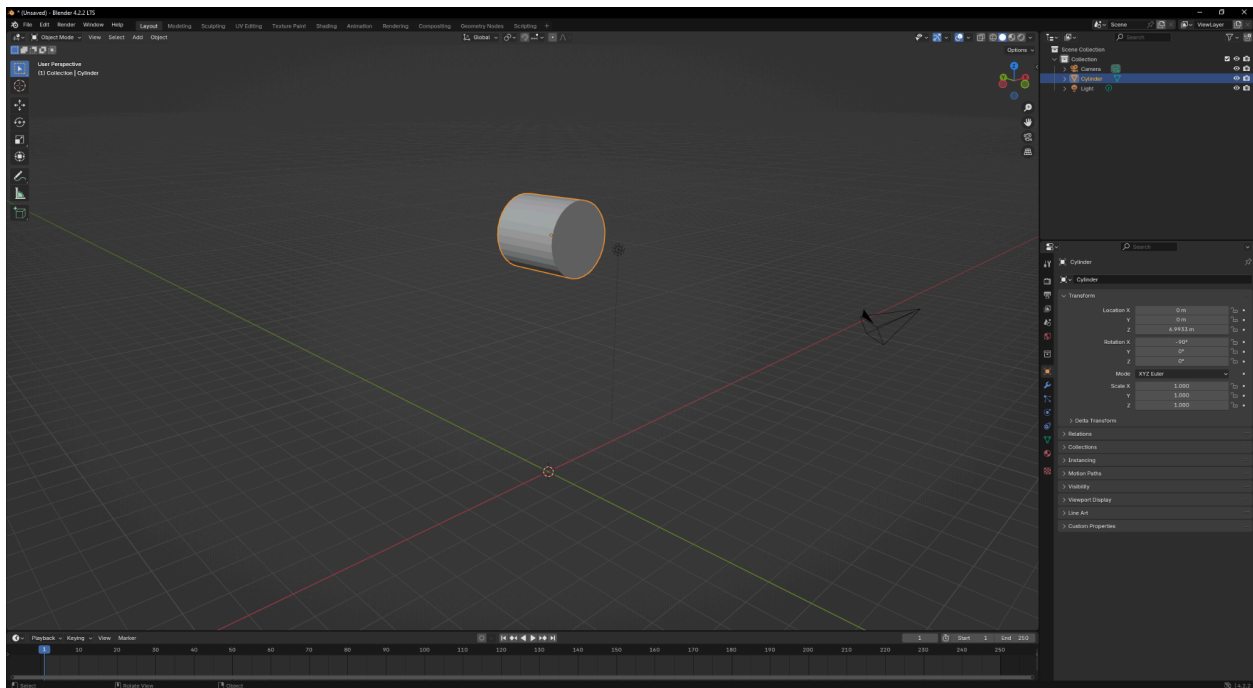 * (Unsaved) - Blender 4.2.2 LTS
File Edit Render Window Help Layout Modeling Sculpting UV Editing Texture Paint Shading Animation Rendering Compositing Geometry Nodes Scripting + Scene ViewLayer
Object Mode View Select Add Object Global Search
Options
User Perspective
(1) Collection | Cylinder
Z
Y
X
Scene Collection
Collection
Camera
Cylinder
Light
Search
Cylinder
Cylinder
Transform
Location X 0 m
Y 0 m
Z 6.9933 m
Rotation X -90°
Y 0°
Z 0°
Mode XYZ Euler
Scale X 1.000
Y 1.000
Z 1.000
Delta Transform
Relations
Collections
Instancing
Motion Paths
Visibility
Viewport Display
Line Art
Custom Properties
Playback Keying View Marker 1 Start 1 End 250
1 10 20 30 40 50 60 70 80 90 100 110 120 130 140 150 160 170 180 190 200 210 220 230 240 250
Select Rotate View Object 4.2.2